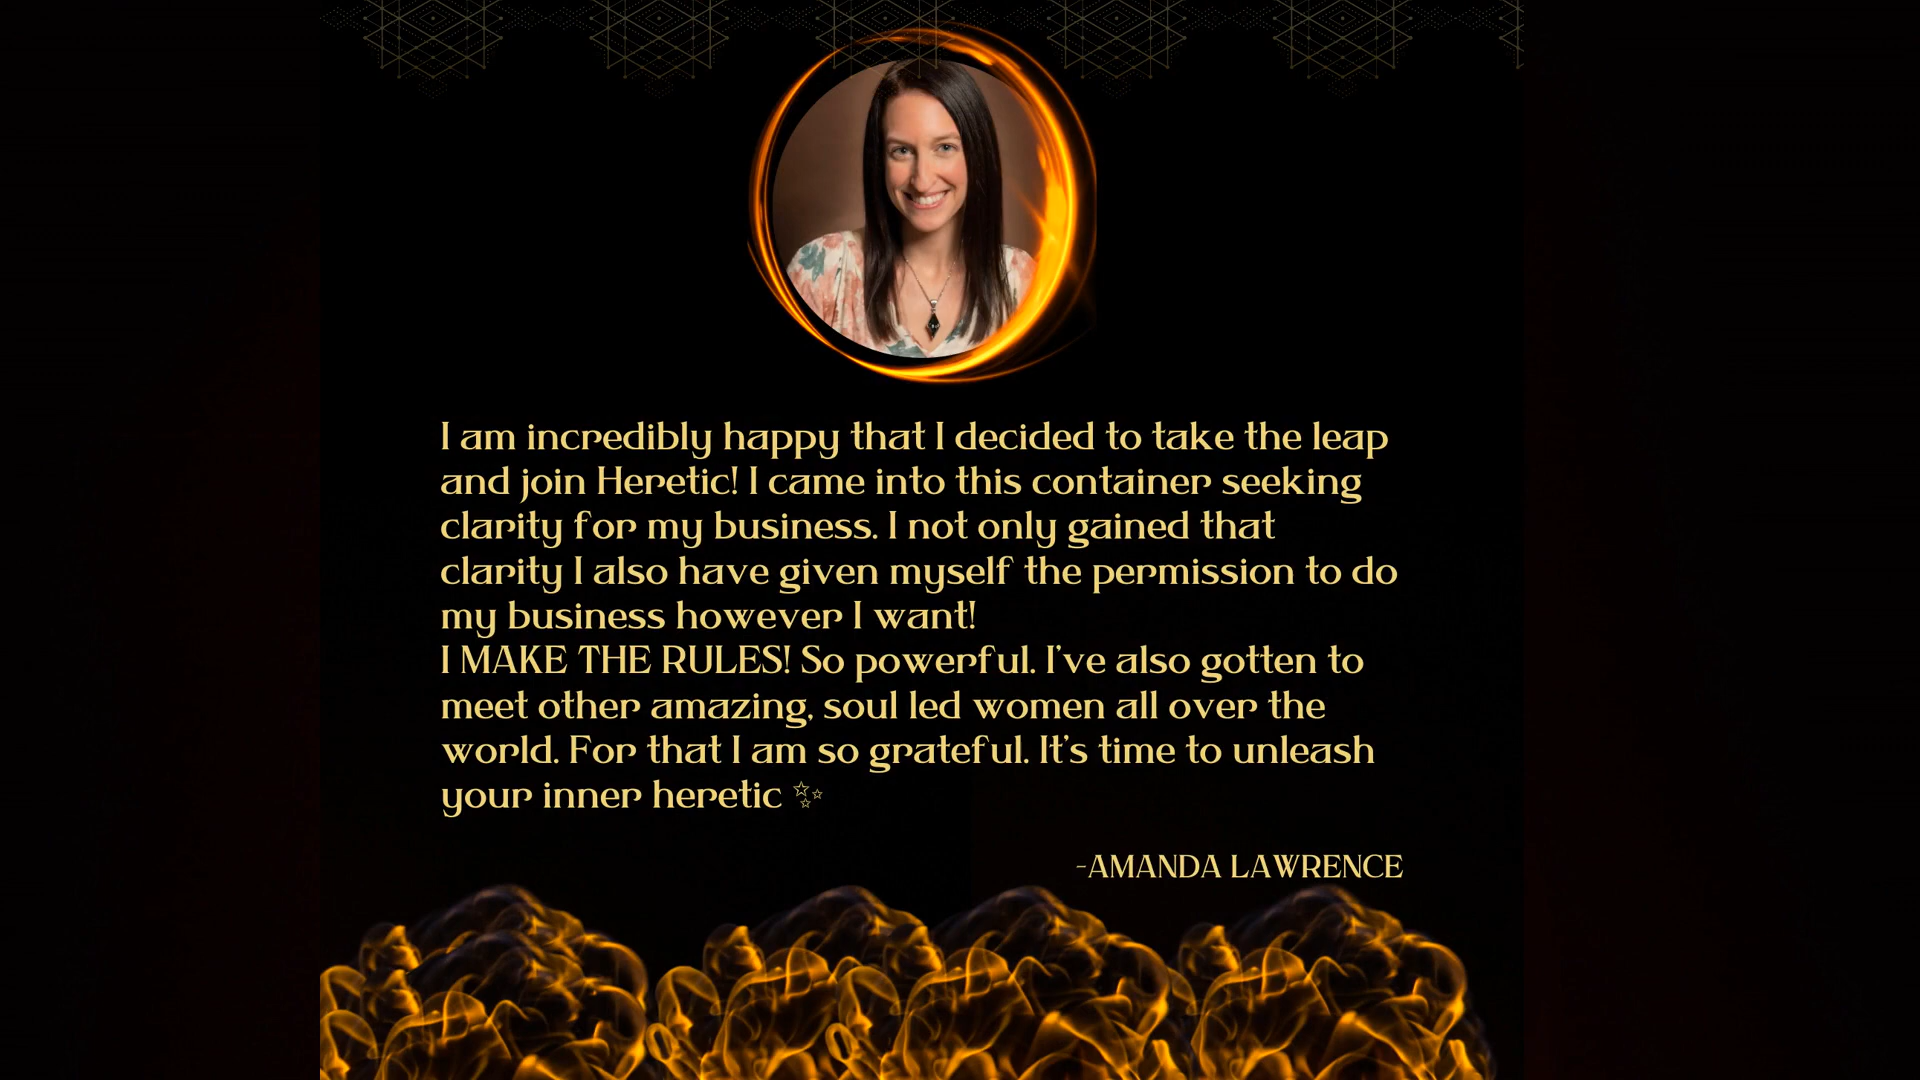 I am incredibly happy that I decided to take the leap
and join Heretic! I came into this container seeking
clarity for my business. I not only gained that
clarity I also have given myself the permission to do
my business however I want!
I MAKE THE RULES! So powerful. I've also gotten to
meet other amazing, soul led women all over the
world. For that I am so grateful. It's time to unleash
your inner heretic ✨
-AMANDA LAWRENCE